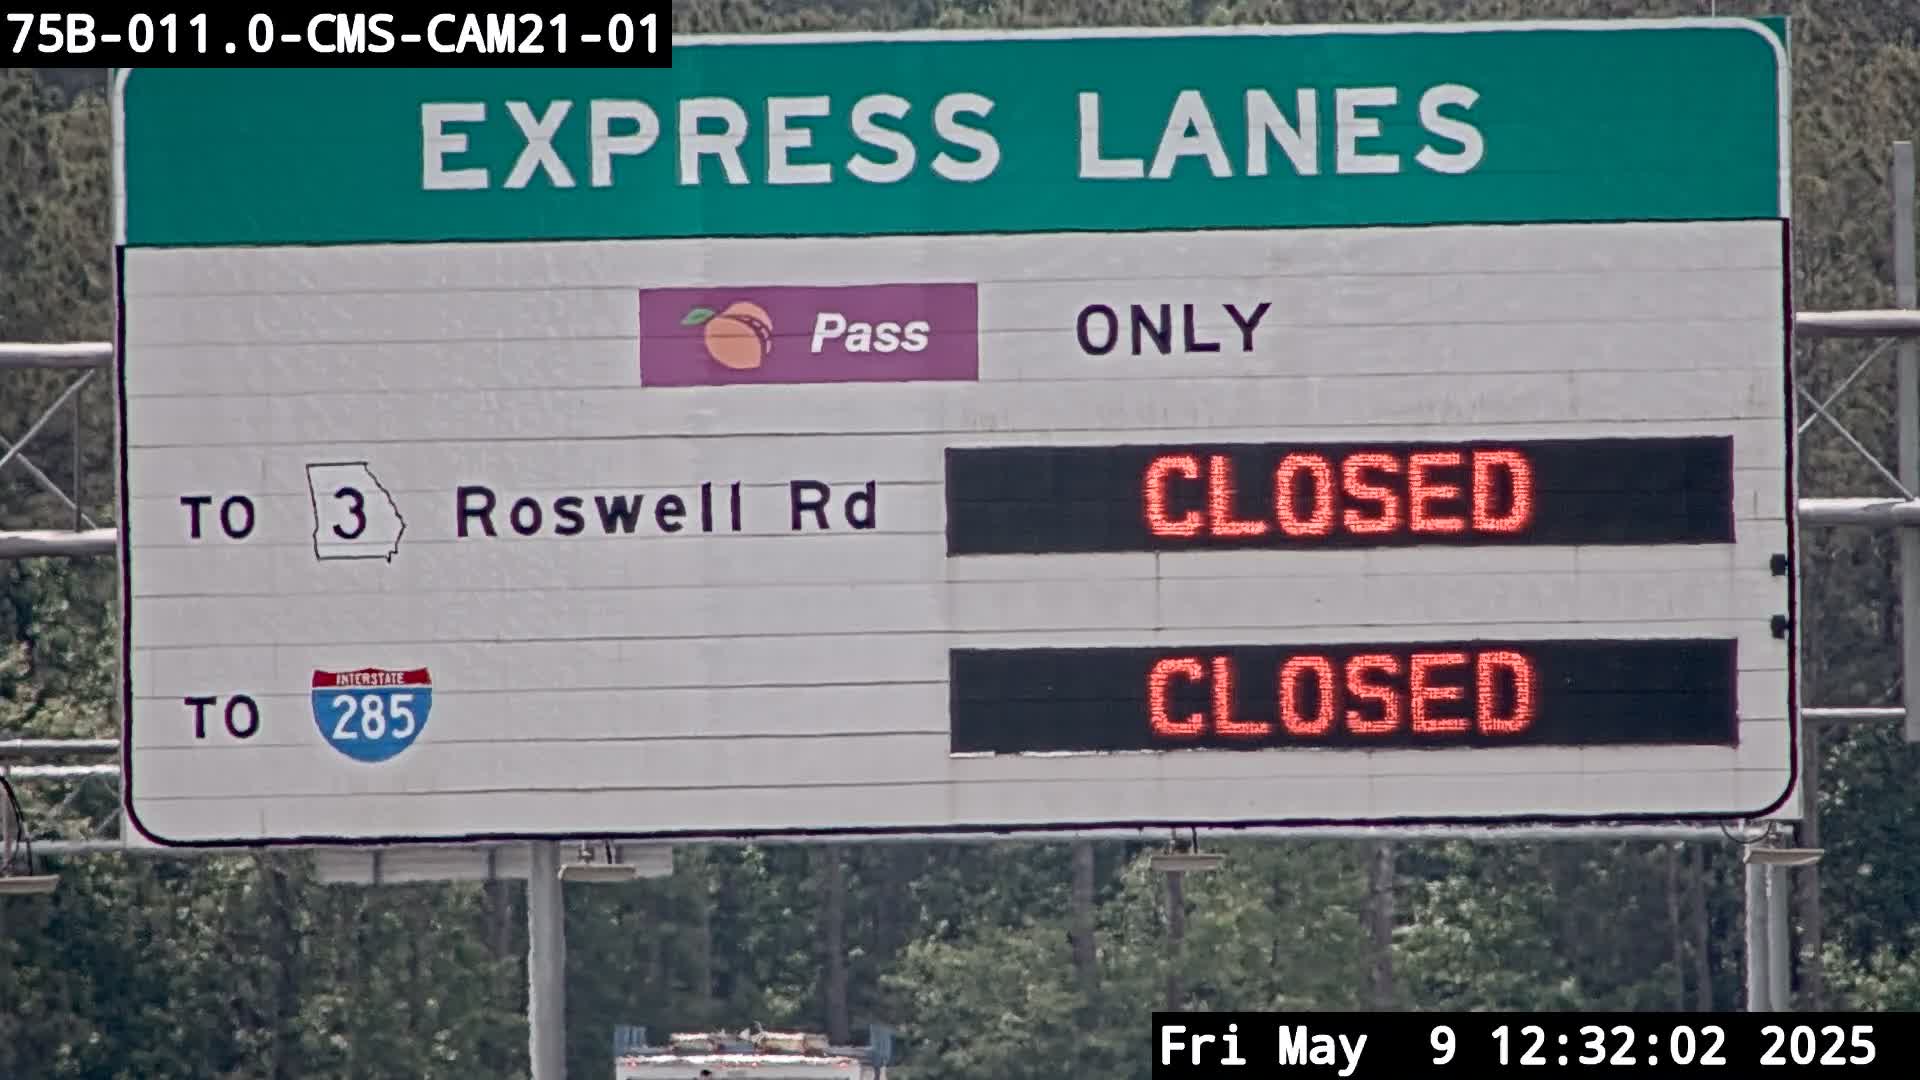 75B-011.0-CMS-CAM21-01
EXPRESS LANES
Pass ONLY
TO 3 Roswell Rd CLOSED
TO INTERSTATE 285 CLOSED
Fri May 9 12:32:02 2025